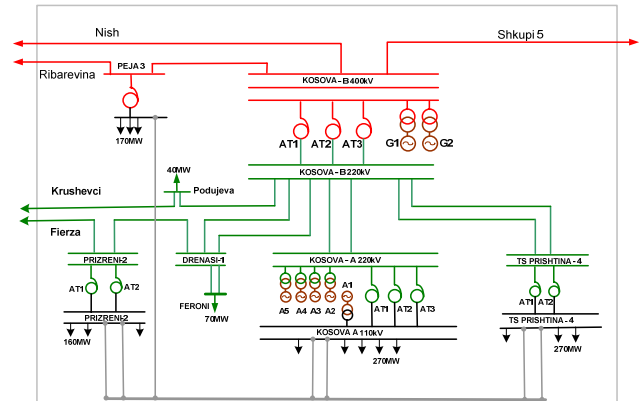 Nish
Shkupi 5
PEJA 3
Ribarevina
KOSOVA - B 400kV
170MW
AT1 AT2 AT3 G1 G2
40MW
KOSOVA - B 220kV
Podujeva
Krushevci
Fierza
PRIZRENI-2 DRENASI-1 KOSOVA - A 220kV TS PRISHTINA - 4
AT1 AT2
A1
A5 A4 A3 A2 AT1 AT2 AT3
AT1 AT2
FERONI
70MW
PRIZRENI-2
KOSOVA A 110kV
TS PRISHTINA - 4
160MW
270MW
270MW